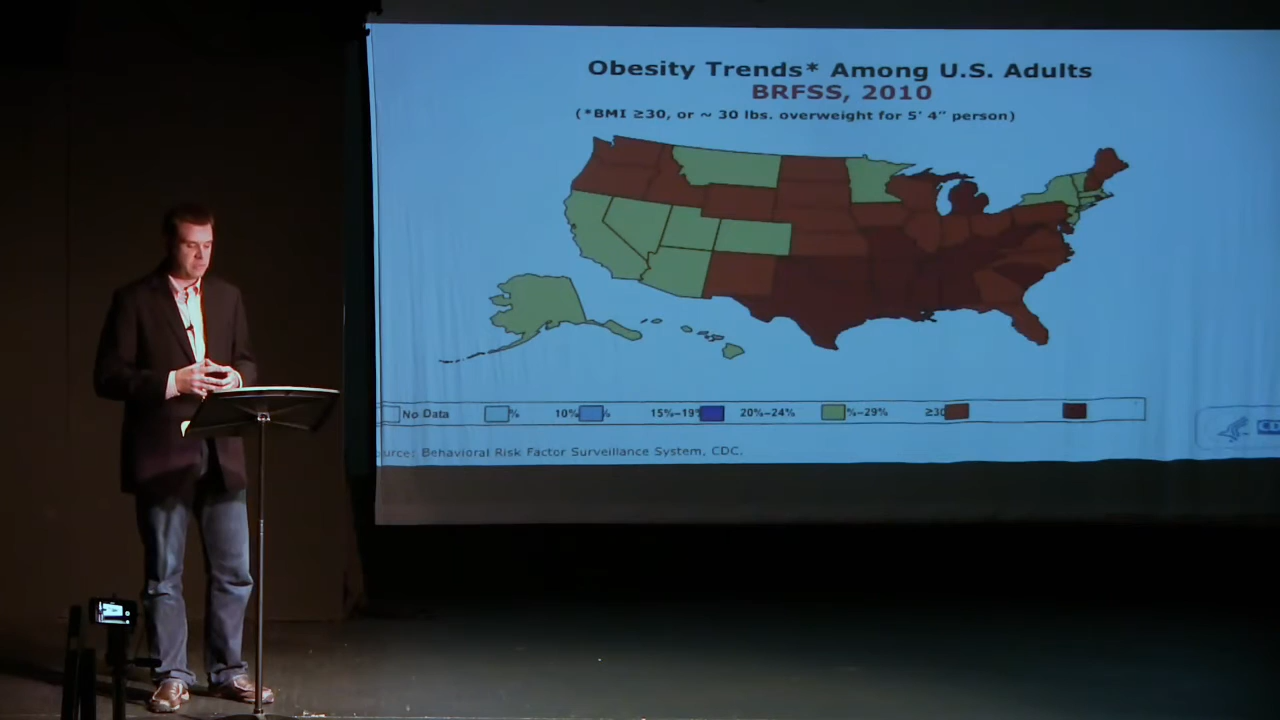 Obesity Trends* Among U.S. Adults
BRFSS, 2010
(*BMI ≥30, or ~ 30 lbs. overweight for 5' 4" person)
No Data % 10% % 15%–19% 20%–24% %–29% ≥30
urce: Behavioral Risk Factor Surveillance System, CDC.
CD